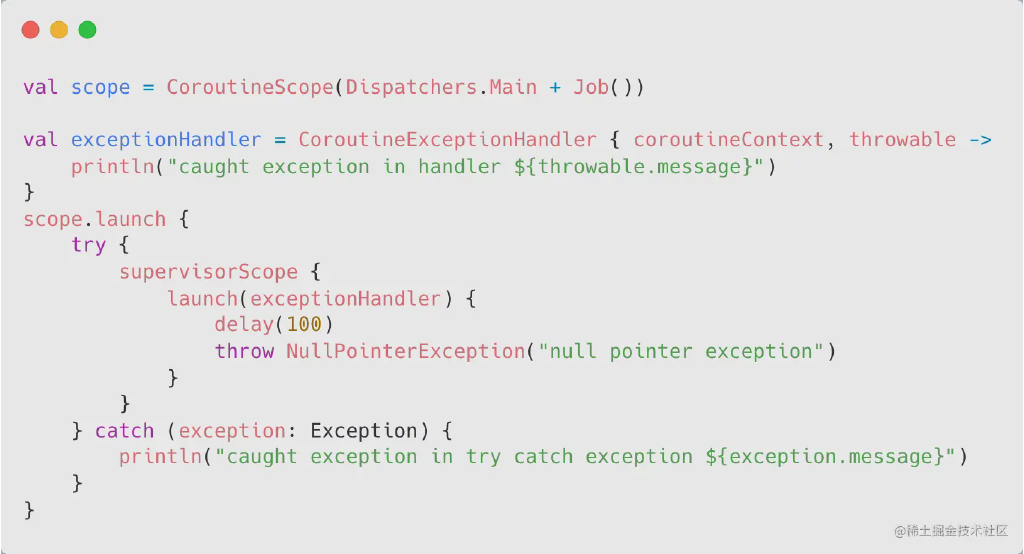 val scope = CoroutineScope(Dispatchers.Main + Job())

val exceptionHandler = CoroutineExceptionHandler { coroutineContext, throwable ->
    println("caught exception in handler ${throwable.message}")
}
scope.launch {
    try {
        supervisorScope {
            launch(exceptionHandler) {
                delay(100)
                throw NullPointerException("null pointer exception")
            }
        }
    } catch (exception: Exception) {
        println("caught exception in try catch exception ${exception.message}")
    }
}
@稀土掘金技术社区